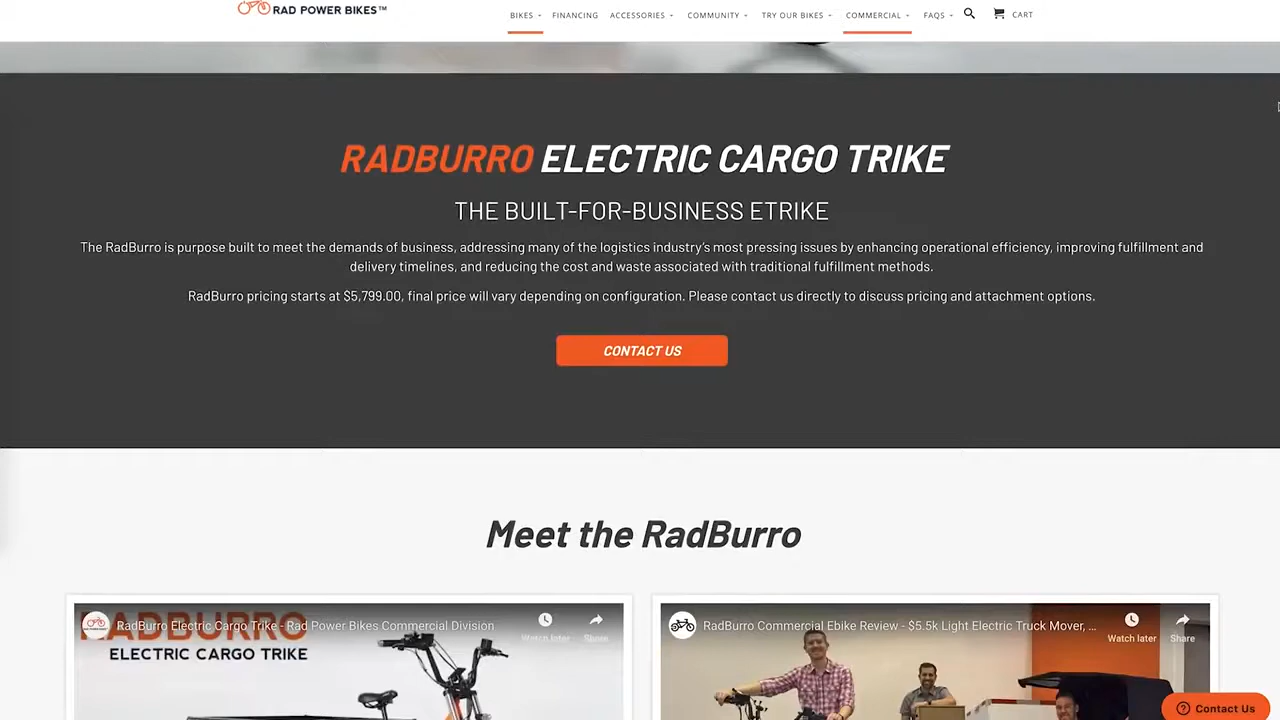 RAD POWER BIKES™
BIKES FINANCING ACCESSORIES COMMUNITY TRY OUR BIKES COMMERCIAL FAQS CART
RADBURRO ELECTRIC CARGO TRIKE
THE BUILT-FOR-BUSINESS ETRIKE
The RadBurro is purpose built to meet the demands of business, addressing many of the logistics industry's most pressing issues by enhancing operational efficiency, improving fulfillment and
delivery timelines, and reducing the cost and waste associated with traditional fulfillment methods.
RadBurro pricing starts at $5,799.00, final price will vary depending on configuration. Please contact us directly to discuss pricing and attachment options.
CONTACT US
Meet the RadBurro
RadBurro Electric Cargo Trike - Rad Power Bikes Commercial Division
Watch later Share
RADBURRO
ELECTRIC CARGO TRIKE
RadBurro Commercial Ebike Review - $5.5k Light Electric Truck Mover, ...
Watch later Share
Contact Us